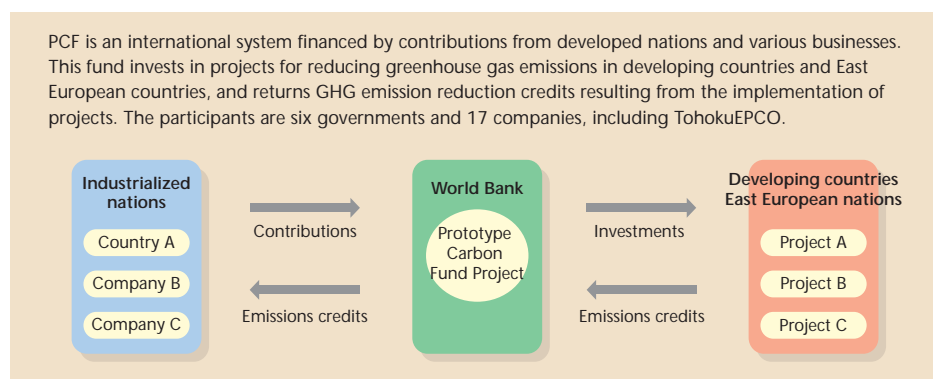 PCF is an international system financed by contributions from developed nations and various businesses.
This fund invests in projects for reducing greenhouse gas emissions in developing countries and East
European countries, and returns GHG emission reduction credits resulting from the implementation of
projects. The participants are six governments and 17 companies, including TohokuEPCO.
Industrialized
nations
Country A
Company B
Company C
Contributions
Emissions credits
World Bank
Prototype
Carbon
Fund Project
Investments
Emissions credits
Developing countries
East European nations
Project A
Project B
Project C